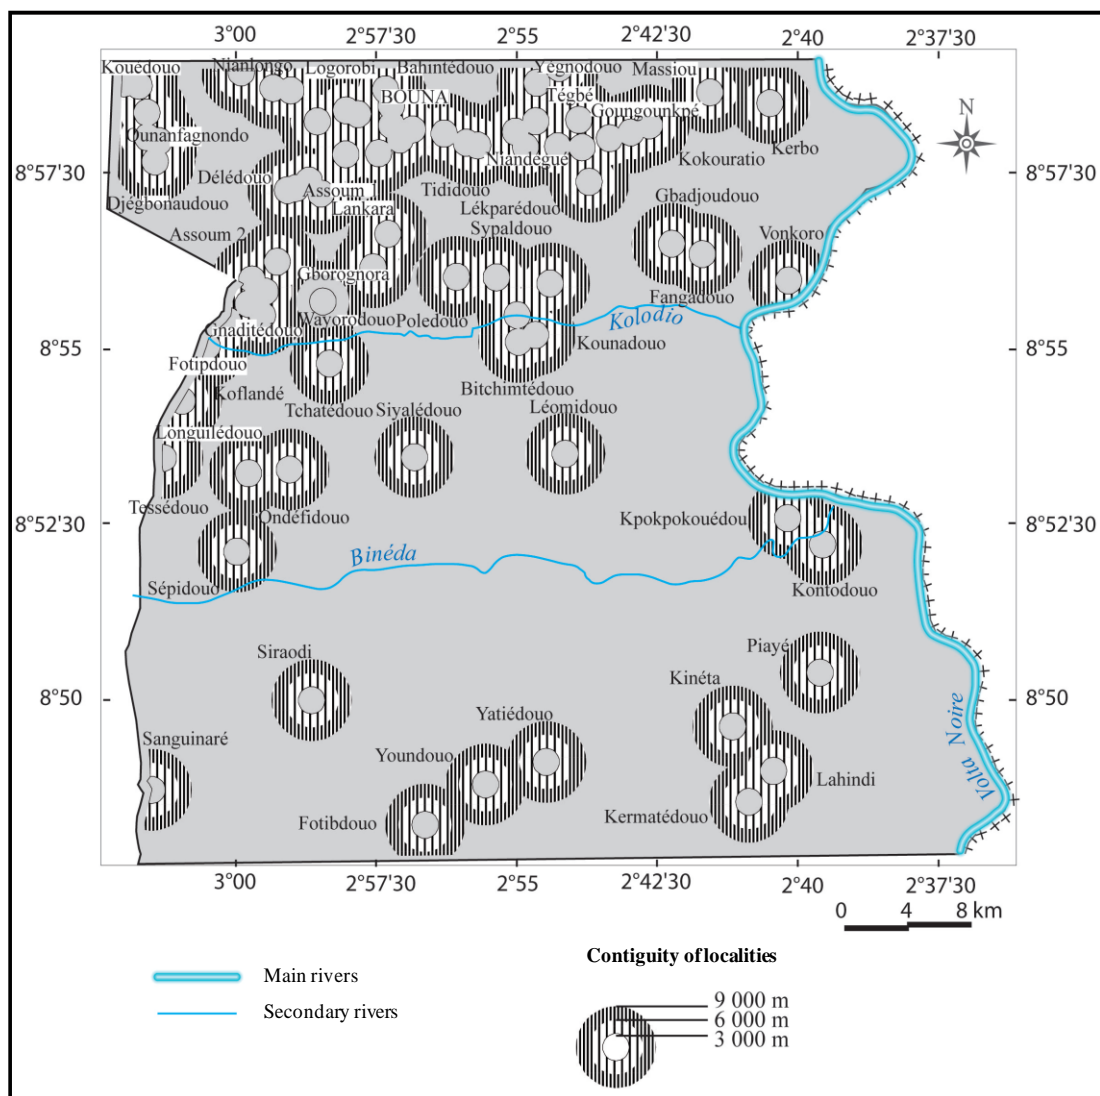 3°00 2°57'30 2°55 2°42'30 2°40 2°37'30
Kouédouo Nianlongo Logorobi Bahintédouo Yégnodouo Massiou
BOUNA Tégbé
Goungounkpé
N
Ounanfagnondo
Niandégué Kokouratio Kerbo
8°57'30 8°57'30
Délédouo Assoum 1 Tididouo Gbadjoudouo
Djégbonaudouo Lankara Lékparédouo
Assoum 2 Sypaldouo Vonkoro
Gborognora
Fangadouo
Gnaditédouo Wayorodouo Poledouo Kolodio
Kounadouo
8°55 8°55
Fotipdouo
Koflandé Bitchimtédouo
Tchatédouo Siyalédouo Léomidouo
Longuilédouo
Tessédouo Ondéfidouo Kpokpokouédou
8°52'30 8°52'30
Binéda
Sépidouo Kontodouo
Siraodi Piayé
Kinéta
8°50 8°50
Yatiédouo Volta Noire
Sanguinaré
Youndouo
Lahindi
Fotibdouo Kermatédouo
3°00 2°57'30 2°55 2°42'30 2°40 2°37'30
0 4 8 km
Contiguity of localities
Main rivers
Secondary rivers
9 000 m
6 000 m
3 000 m